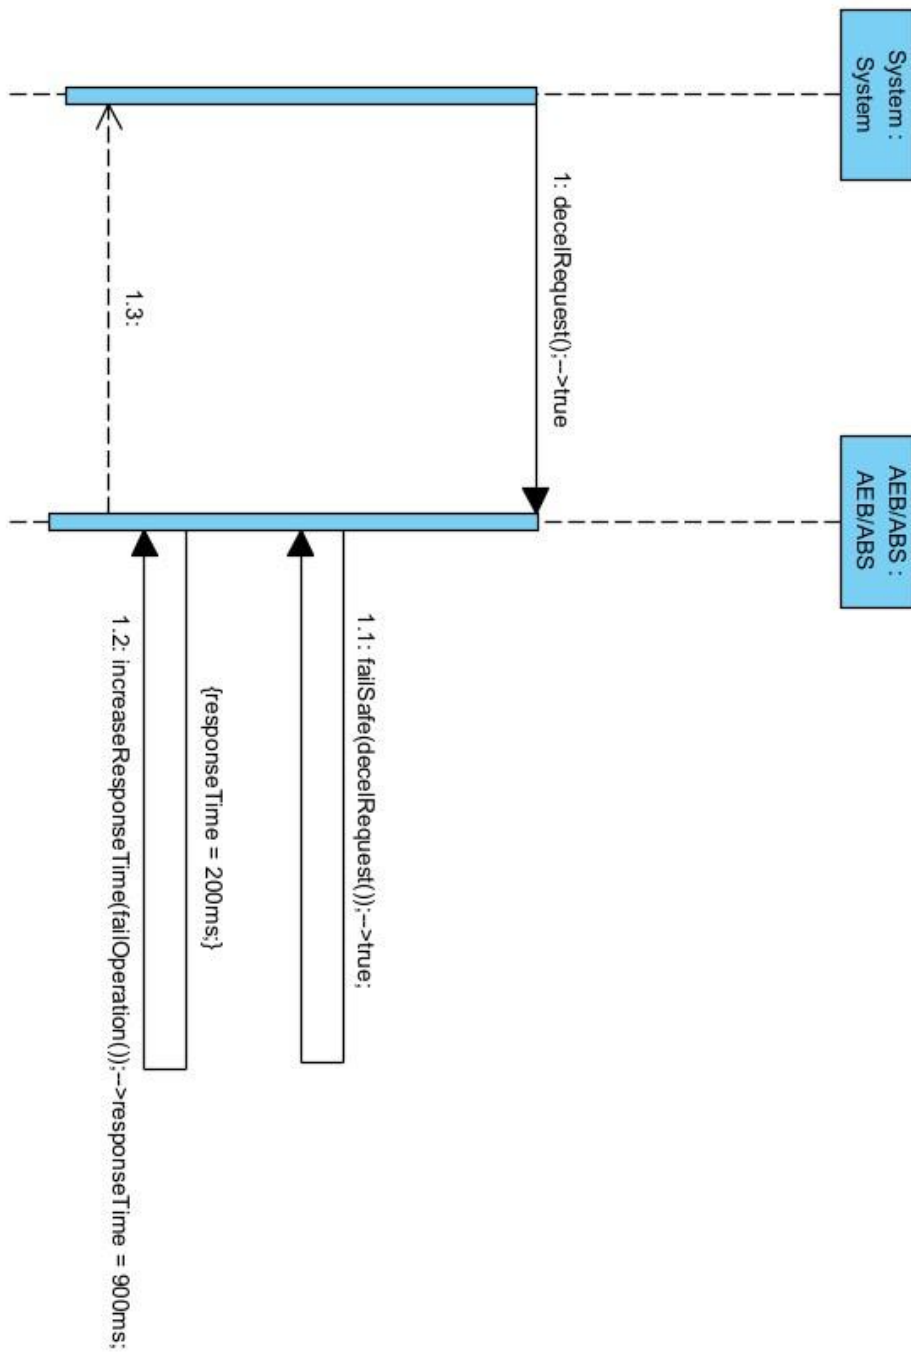 System :
System
AEB/ABS :
AEB/ABS
1: decelRequest();-->true
1.1: failSafe(decelRequest());-->true;
{responseTime = 200ms;}
1.2: increaseResponseTime(failOperation());-->responseTime = 900ms;
1.3: